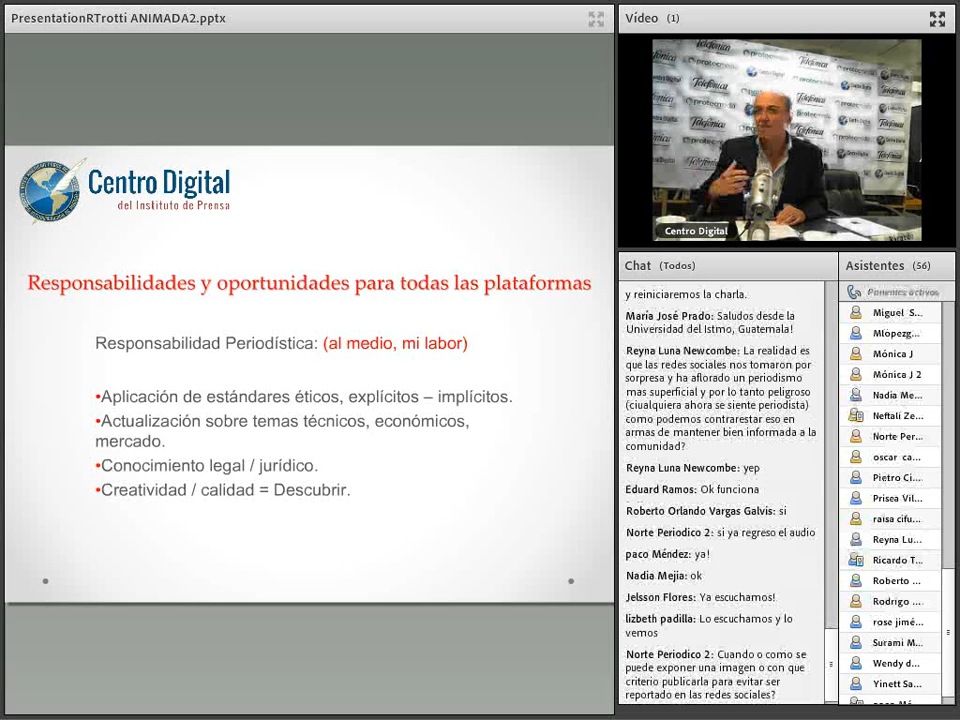 PresentationRTrotti ANIMADA2.pptx
Centro Digital
del Instituto de Prensa
Responsabilidades y oportunidades para todas las plataformas
Responsabilidad Periodística: (al medio, mi labor)
•Aplicación de estándares éticos, explícitos – implícitos.
•Actualización sobre temas técnicos, económicos,
mercado.
•Conocimiento legal / jurídico.
•Creatividad / calidad = Descubrir.
Vídeo (1)
Telefónica
protecmedia
Centro Digital
Chat (Todos)
y reiniciaremos la charla.
María José Prado: Saludos desde la
Universidad del Istmo, Guatemala!
Reyna Luna Newcombe: La realidad es
que las redes sociales nos tomaron por
sorpresa y ha aflorado un periodismo
mas superficial y por lo tanto peligroso
(ciualquiera ahora se siente periodista)
como podemos contrarestar eso en
armas de mantener bien informada a la
comunidad?
Reyna Luna Newcombe: yep
Eduard Ramos: Ok funciona
Roberto Orlando Vargas Galvis: si
Norte Periodico 2: si ya regreso el audio
paco Méndez: ya!
Nadia Mejia: ok
Jelsson Flores: Ya escuchamos!
lizbeth padilla: Lo escuchamos y lo
vemos
Norte Periodico 2: Cuando o como se
puede exponer una imagen o con que
criterio publicarla para evitar ser
reportado en las redes sociales?
Asistentes (56)
Ponentes activos
Miguel S...
Mlopezg...
Mónica J
Mónica J 2
Nadia Me...
Neftalí Ze...
Norte Per...
oscar ca...
Pietro Ci...
Prisea Vil...
raisa cifu...
Reyna Lu...
Ricardo T...
Roberto ...
Rodrigo ....
rose jimé...
Surami M...
Wendy d...
Yinett Sa...